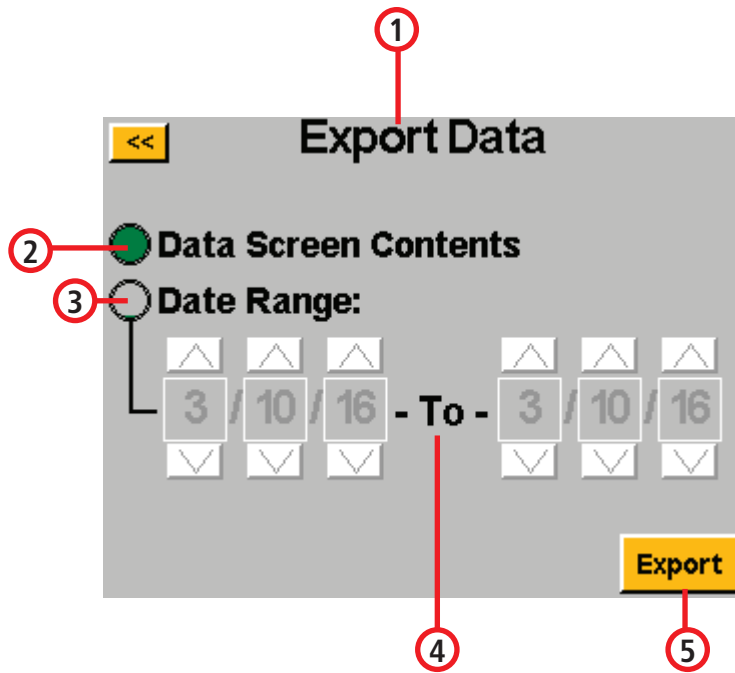 1
<< Export Data
2 Data Screen Contents
3 Date Range:
3 / 10 / 16 - To - 3 / 10 / 16
Export
4 5